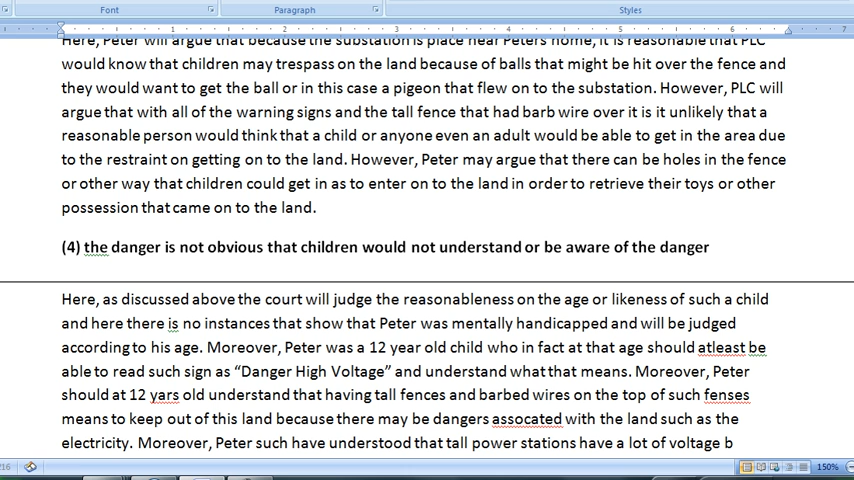 Font Paragraph Styles
1 2 3 4 5 6 7
Here, Peter will argue that because the substation is place near Peters home, it is reasonable that PLC
would know that children may trespass on the land because of balls that might be hit over the fence and
they would want to get the ball or in this case a pigeon that flew on to the substation. However, PLC will
argue that with all of the warning signs and the tall fence that had barb wire over it is it unlikely that a
reasonable person would think that a child or anyone even an adult would be able to get in the area due
to the restraint on getting on to the land. However, Peter may argue that there can be holes in the fence
or other way that children could get in as to enter on to the land in order to retrieve their toys or other
possession that came on to the land.
(4) the danger is not obvious that children would not understand or be aware of the danger
Here, as discussed above the court will judge the reasonableness on the age or likeness of such a child
and here there is no instances that show that Peter was mentally handicapped and will be judged
according to his age. Moreover, Peter was a 12 year old child who in fact at that age should atleast be
able to read such sign as “Danger High Voltage” and understand what that means. Moreover, Peter
should at 12 yars old understand that having tall fences and barbed wires on the top of such fenses
means to keep out of this land because there may be dangers assocated with the land such as the
electricity. Moreover, Peter such have understood that tall power stations have a lot of voltage b
216 150%